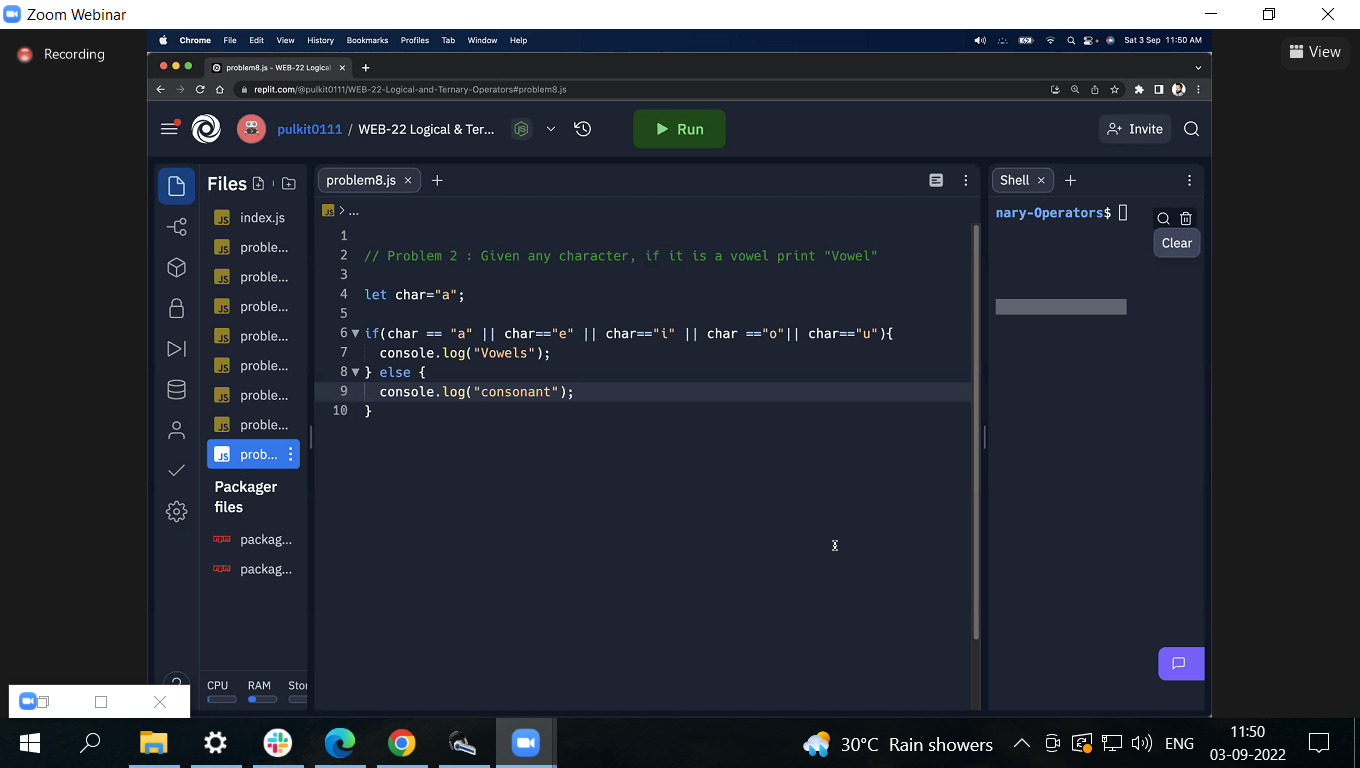 Zoom Webinar
Recording
View
Chrome File Edit View History Bookmarks Profiles Tab Window Help
Sat 3 Sep 11:50 AM
problem8.js - WEB-22 Logical
replit.com/@pulkit0111/WEB-22-Logical-and-Ternary-Operators#problem8.js
pulkit0111 / WEB-22 Logical & Ter...
Run
Invite
Files
problem8.js
Shell
index.js
proble...
proble...
proble...
proble...
proble...
proble...
proble...
prob...
Packager
files
packag...
packag...
CPU RAM Stor
JS > ...
1
2 // Problem 2 : Given any character, if it is a vowel print "Vowel"
3
4 let char="a";
5
6 if(char == "a" || char=="e" || char=="i" || char =="o"|| char=="u"){
7 console.log("Vowels");
8 } else {
9 console.log("consonant");
10 }
nary-Operators$
Clear
30°C Rain showers
ENG
11:50
03-09-2022